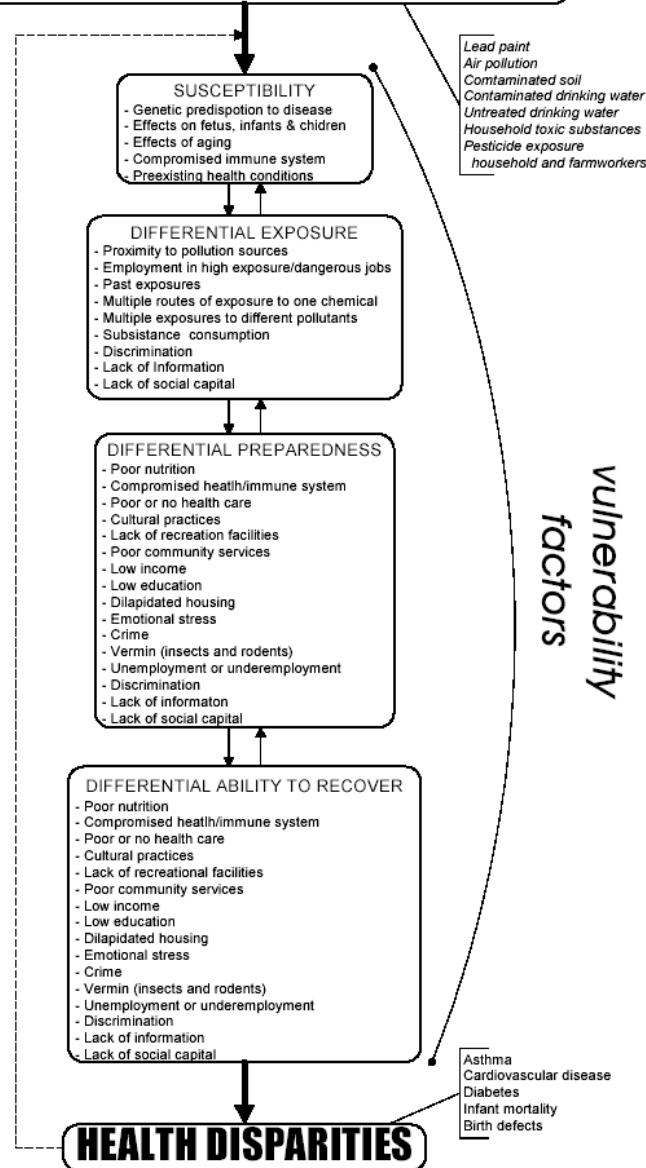 Lead paint
Air pollution
Comtaminated soil
Contaminated drinking water
Untreated drinking water
Household toxic substances
Pesticide exposure
household and farmworkers
SUSCEPTIBILITY
- Genetic predispotion to disease
- Effects on fetus, infants & chidren
- Effects of aging
- Compromised immune system
- Preexisting health conditions
DIFFERENTIAL EXPOSURE
- Proximity to pollution sources
- Employment in high exposure/dangerous jobs
- Past exposures
- Multiple routes of exposure to one chemical
- Multiple exposures to different pollutants
- Subsistance consumption
- Discrimination
- Lack of Information
- Lack of social capital
DIFFERENTIAL PREPAREDNESS
- Poor nutrition
- Compromised heatlh/immune system
- Poor or no health care
- Cultural practices
- Lack of recreation facilities
- Poor community services
- Low income
- Low education
- Dilapidated housing
- Emotional stress
- Crime
- Vermin (insects and rodents)
- Unemployment or underemployment
- Discrimination
- Lack of informaton
- Lack of social capital
vulnerability
factors
DIFFERENTIAL ABILITY TO RECOVER
- Poor nutrition
- Compromised heatlh/immune system
- Poor or no health care
- Cultural practices
- Lack of recreational facilities
- Poor community services
- Low income
- Low education
- Dilapidated housing
- Emotional stress
- Crime
- Vermin (insects and rodents)
- Unemployment or underemployment
- Discrimination
- Lack of information
- Lack of social capital
Asthma
Cardiovascular disease
Diabetes
Infant mortality
Birth defects
HEALTH DISPARITIES